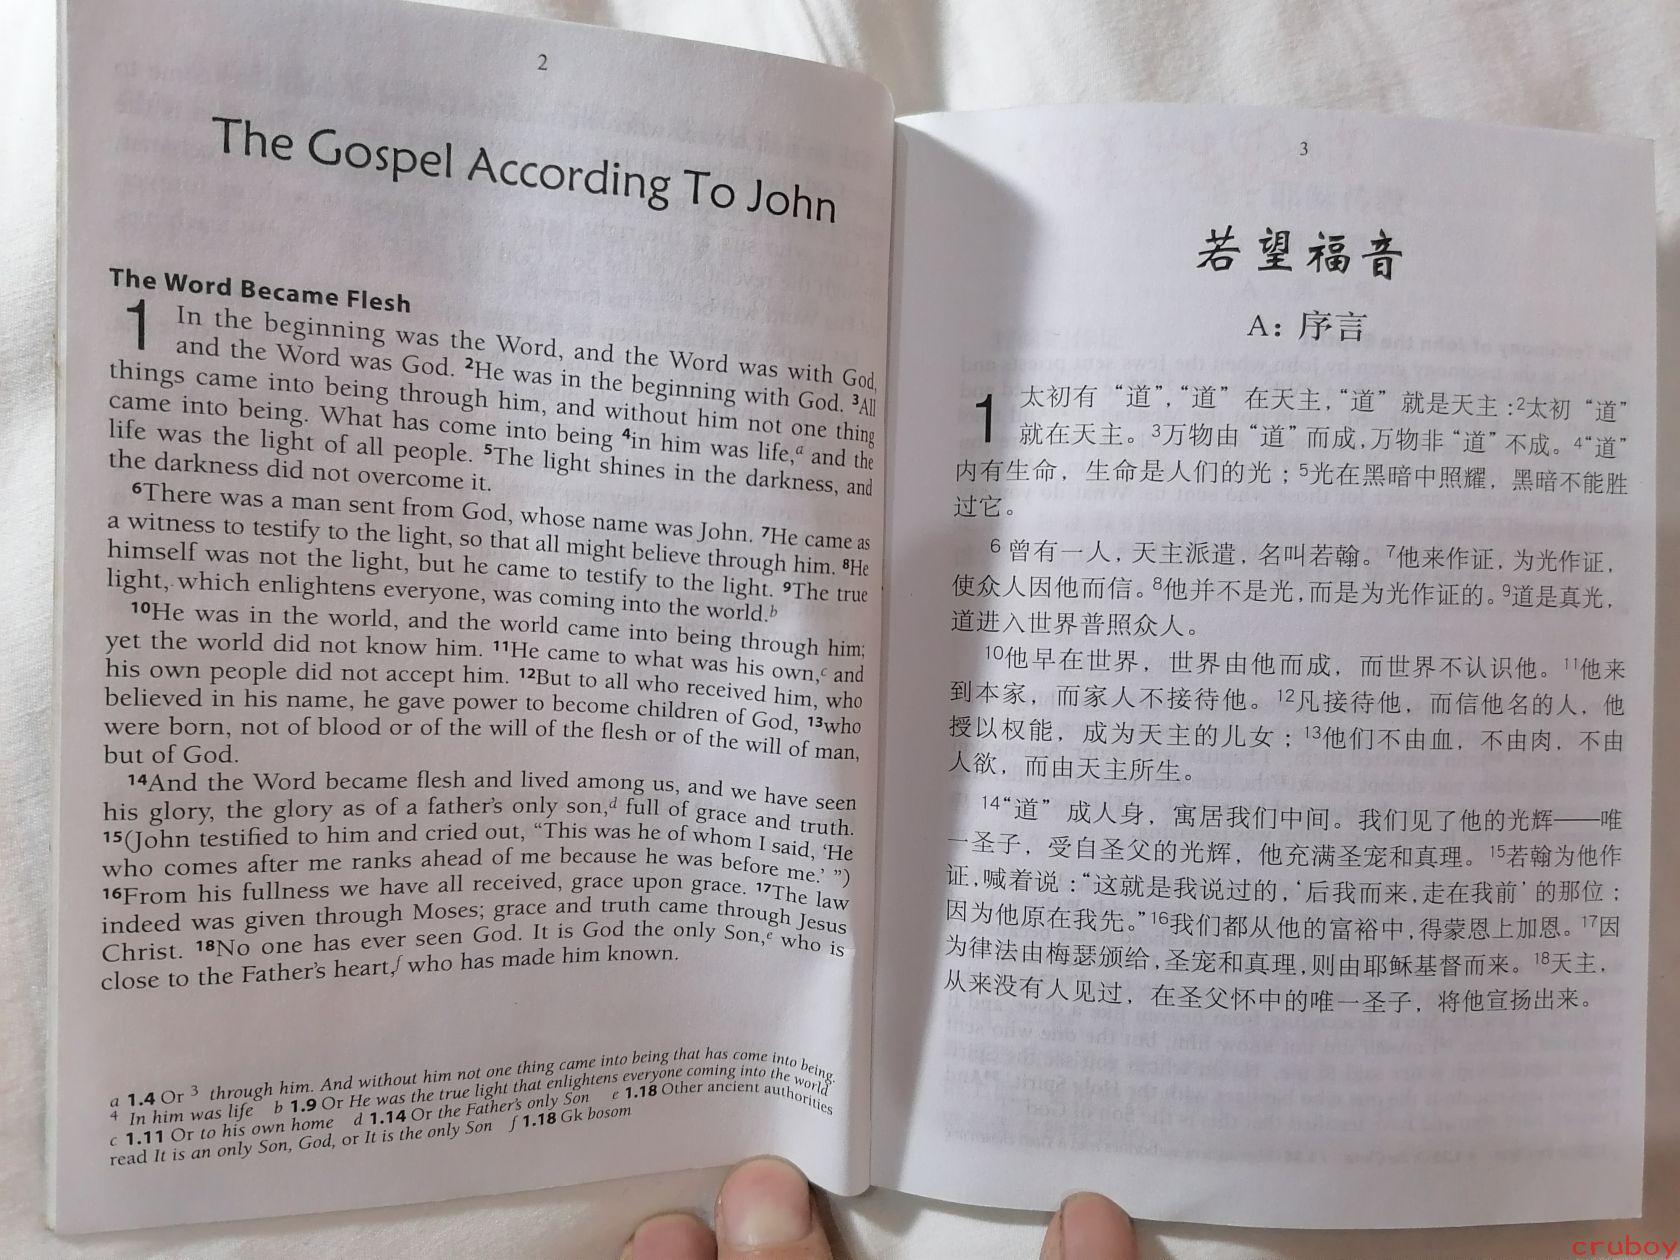 2
The Gospel According To John
The Word Became Flesh
1 In the beginning was the Word, and the Word was with God,
and the Word was God. 2He was in the beginning with God. 3All
things came into being through him, and without him not one thing
came into being. What has come into being 4in him was life,a and the
life was the light of all people. 5The light shines in the darkness, and
the darkness did not overcome it.
6There was a man sent from God, whose name was John. 7He came as
a witness to testify to the light, so that all might believe through him. 8He
himself was not the light, but he came to testify to the light. 9The true
light, which enlightens everyone, was coming into the world.b
10He was in the world, and the world came into being through him;
yet the world did not know him. 11He came to what was his own,c and
his own people did not accept him. 12But to all who received him, who
believed in his name, he gave power to become children of God, 13who
were born, not of blood or of the will of the flesh or of the will of man,
but of God.
14And the Word became flesh and lived among us, and we have seen
his glory, the glory as of a father's only son,d full of grace and truth.
15(John testified to him and cried out, “This was he of whom I said, ‘He
who comes after me ranks ahead of me because he was before me.’ ”)
16From his fullness we have all received, grace upon grace. 17The law
indeed was given through Moses; grace and truth came through Jesus
Christ. 18No one has ever seen God. It is God the only Son,e who is
close to the Father's heart,f who has made him known.
a 1.4 Or 3 through him. And without him not one thing came into being that has come into being.
4 In him was life b 1.9 Or He was the true light that enlightens everyone coming into the world
c 1.11 Or to his own home d 1.14 Or the Father's only Son e 1.18 Other ancient authorities
read It is an only Son, God, or It is the only Son f 1.18 Gk bosom
3
若望福音
A：序言
1 太初有“道”，“道”在天主，“道”就是天主：2太初“道”
就在天主。3万物由“道”而成，万物非“道”不成。4“道”
内有生命，生命是人们的光；5光在黑暗中照耀，黑暗不能胜
过它。
6曾有一人，天主派遣，名叫若翰。7他来作证，为光作证，
使众人因他而信。8他并不是光，而是为光作证的。9道是真光，
道进入世界普照众人。
10他早在世界，世界由他而成，而世界不认识他。11他来
到本家，而家人不接待他。12凡接待他，而信他名的人，他
授以权能，成为天主的儿女；13他们不由血，不由肉，不由
人欲，而由天主所生。
14“道”成人身，寓居我们中间。我们见了他的光辉——唯
一圣子，受自圣父的光辉，他充满圣宠和真理。15若翰为他作
证，喊着说：“这就是我说过的，‘后我而来，走在我前’的那位；
因为他原在我先。”16我们都从他的富裕中，得蒙恩上加恩。17因
为律法由梅瑟颁给，圣宠和真理，则由耶稣基督而来。18天主，
从来没有人见过，在圣父怀中的唯一圣子，将他宣扬出来。
cruboy